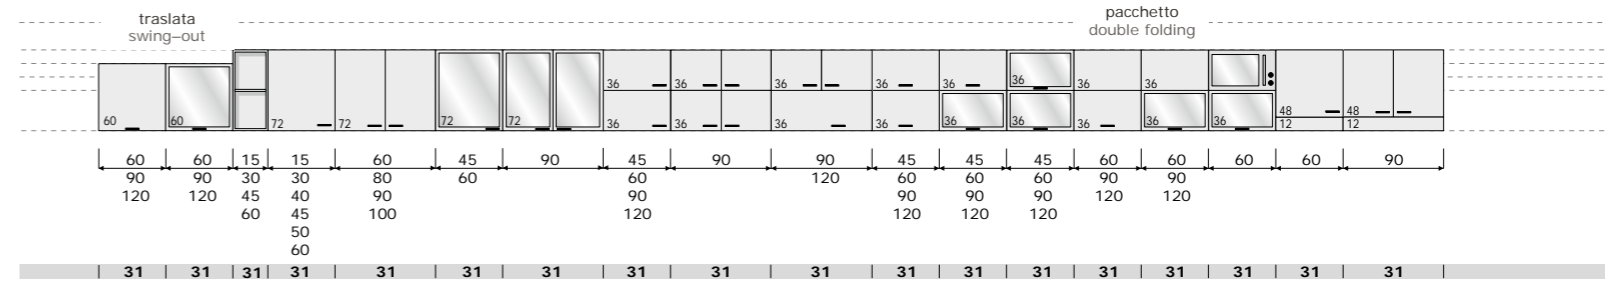 traslata
swing–out
pacchetto
double folding
36 36 36 36 36 36 36 36
60 60 72 72 72 72 36 36 36 36 36 36 36 36 36 48 48
12 12
60 60 15 15 60 45 90 45 90 90 45 45 45 60 60 60 60 90
90 90 30 30 80 60 60 120 60 60 60 90 90
120 120 45 40 90 90 90 90 90 120 120
60 45 100 120 120 120 120
50
60
31 31 31 31 31 31 31 31 31 31 31 31 31 31 31 31 31 31